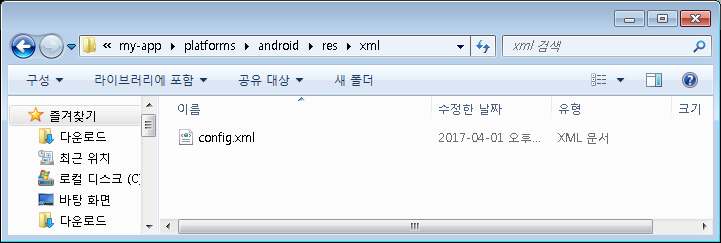 « my-app ▸ platforms ▸ android ▸ res ▸ xml
xml 검색
구성 라이브러리에 포함 공유 대상 새 폴더
즐겨찾기
다운로드
최근 위치
로컬 디스크 (C
바탕 화면
다운로드
이름 수정한 날짜 유형 크기
config.xml 2017-04-01 오후... XML 문서